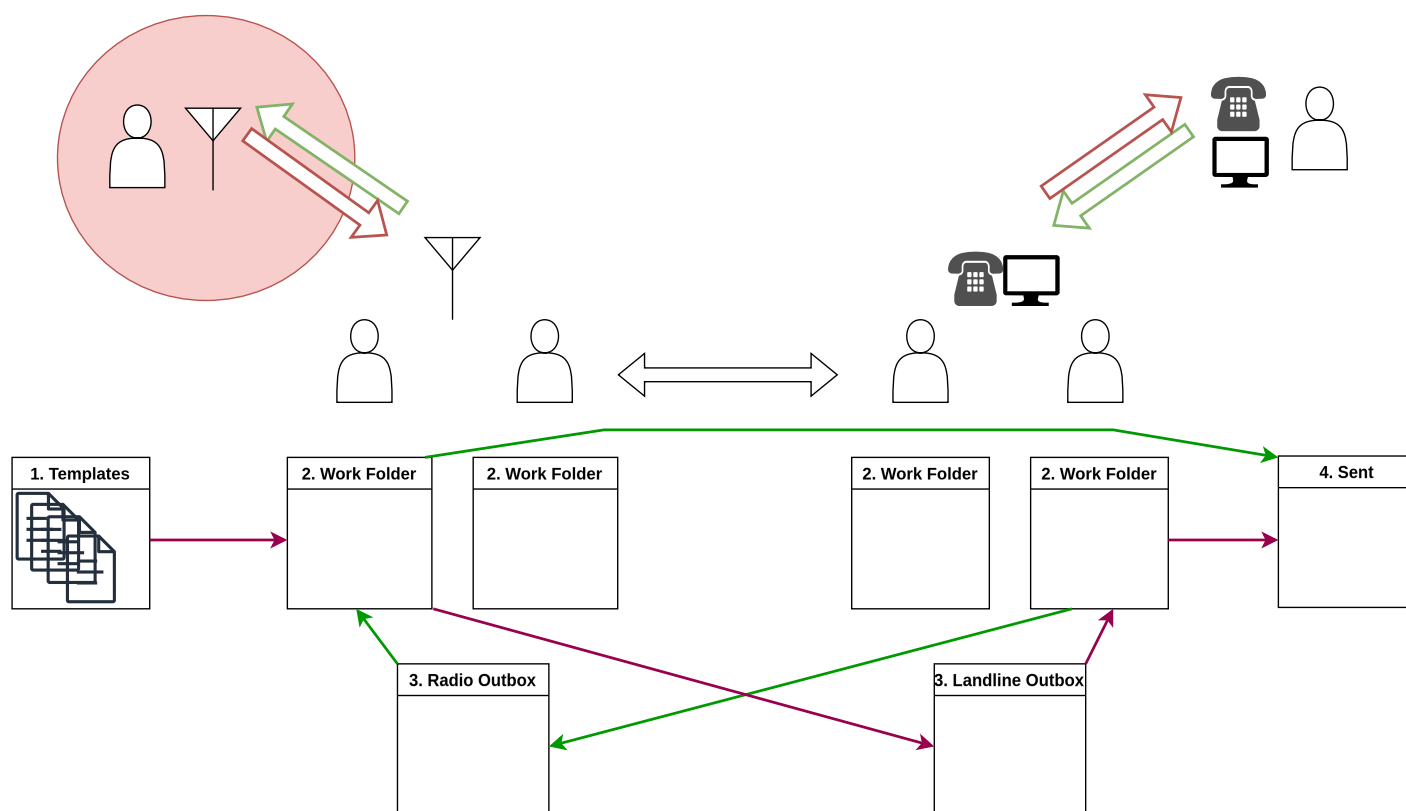 1. Templates
2. Work Folder
2. Work Folder
2. Work Folder
2. Work Folder
4. Sent
3. Radio Outbox
3. Landline Outbox